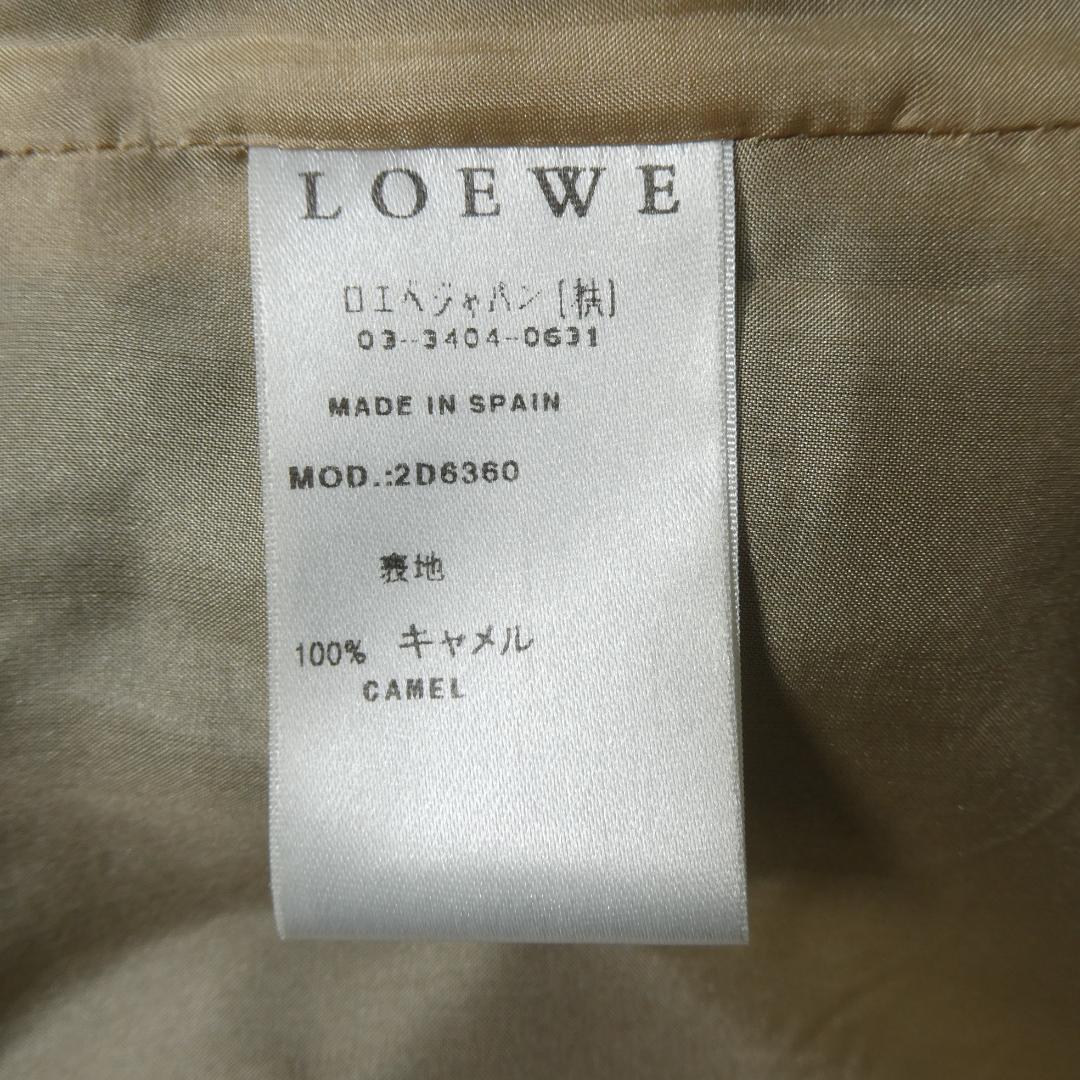 LOEWE
ロエベジャパン(株)
03-3404-0631
MADE IN SPAIN
MOD.:2D6360
表地
100% キャメル
CAMEL